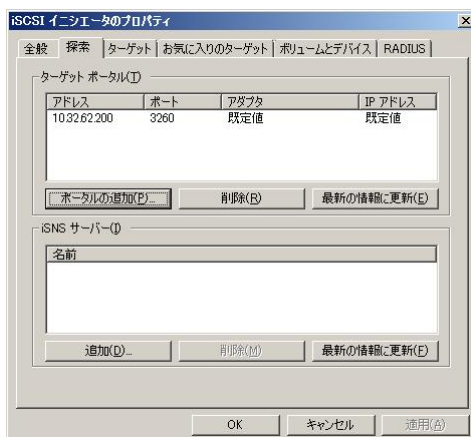 iSCSI イニシエータのプロパティ
全般 探索 ターゲット お気に入りのターゲット ボリュームとデバイス RADIUS
ターゲット ポータル(T)
アドレス ポート アダプタ IP アドレス
10.32.62.200 3260 既定値 既定値
ポータルの追加(P)... 削除(R) 最新の情報に更新(E)
iSNS サーバー(I)
名前
追加(D)... 削除(M) 最新の情報に更新(F)
OK キャンセル 適用(A)